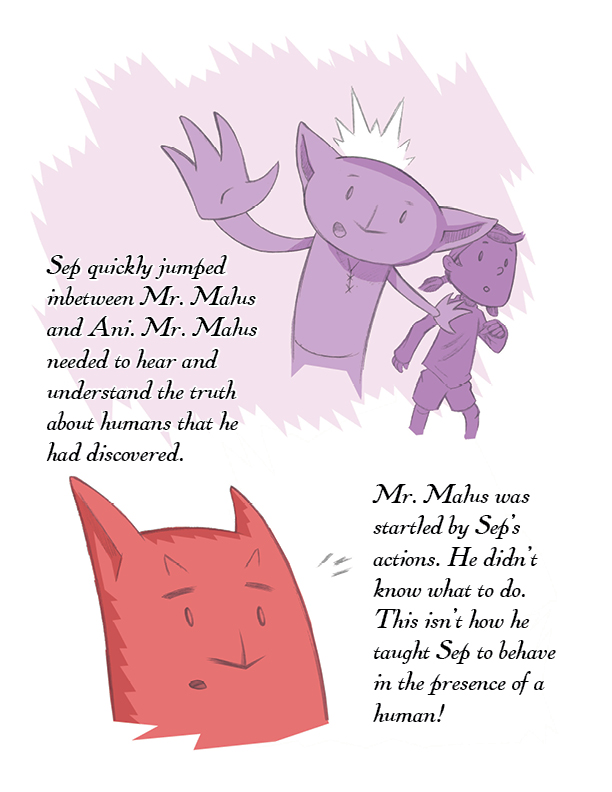 Sep quickly jumped
inbetween Mr. Malus
and Ani. Mr. Malus
needed to hear and
understand the truth
about humans that he
had discovered.
Mr. Malus was
startled by Sep's
actions. He didn't
know what to do.
This isn't how he
taught Sep to behave
in the presence of a
human!